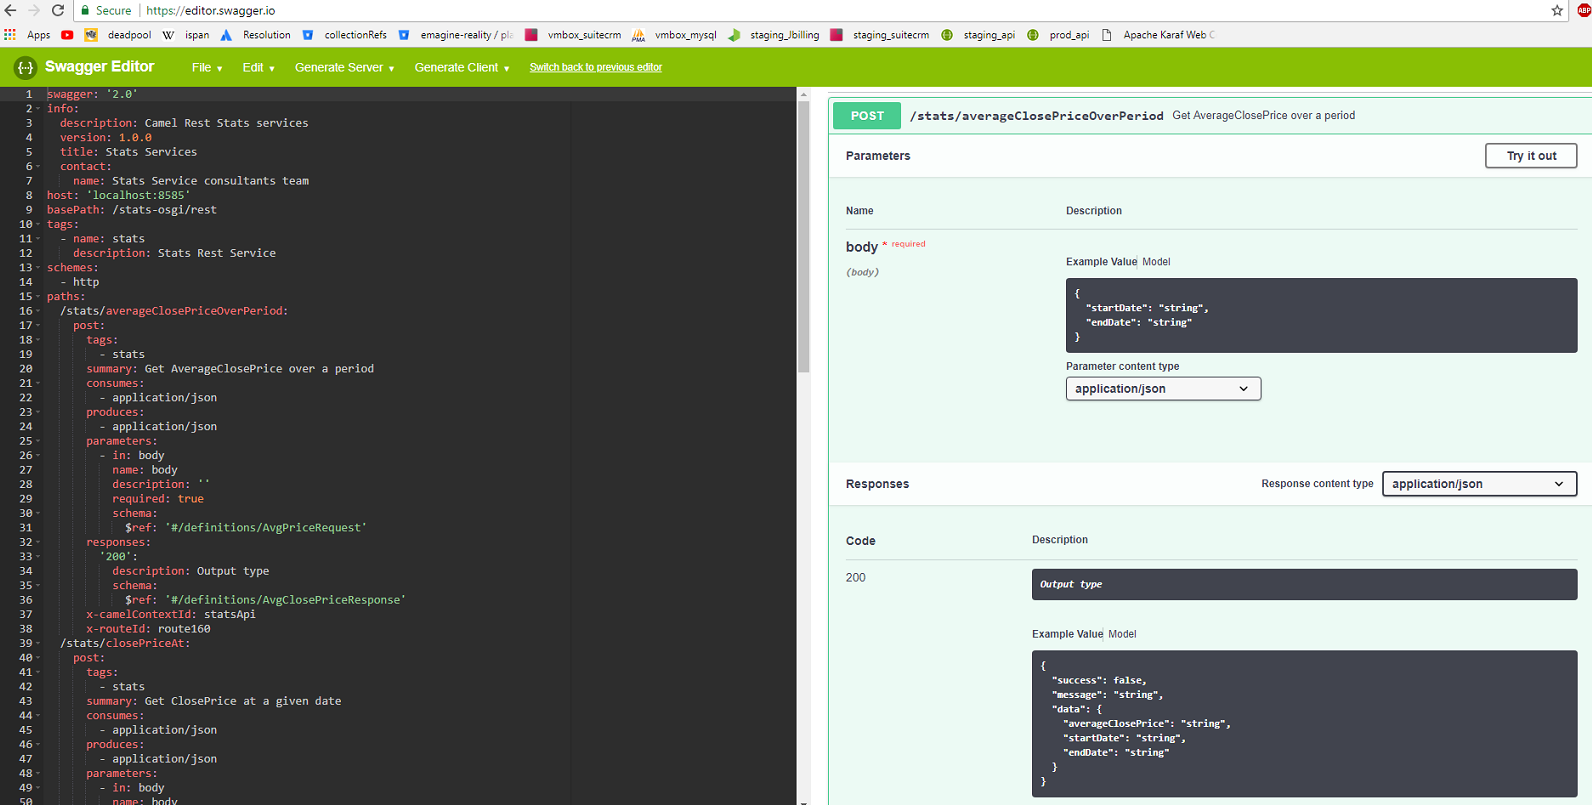 Secure https://editor.swagger.io
ABP
Apps deadpool ispan Resolution collectionRefs emagine-reality / pla vmbox_suitecrm vmbox_mysql staging_Jbilling staging_suitecrm staging_api prod_api Apache Karaf Web C
{...} Swagger Editor File Edit Generate Server Generate Client Switch back to previous editor
1 swagger: '2.0'
2 info:
3 description: Camel Rest Stats services
4 version: 1.0.0
5 title: Stats Services
6 contact:
7 name: Stats Service consultants team
8 host: 'localhost:8585'
9 basePath: /stats-osgi/rest
10 tags:
11 - name: stats
12 description: Stats Rest Service
13 schemes:
14 - http
15 paths:
16 /stats/averageClosePriceOverPeriod:
17 post:
18 tags:
19 - stats
20 summary: Get AverageClosePrice over a period
21 consumes:
22 - application/json
23 produces:
24 - application/json
25 parameters:
26 - in: body
27 name: body
28 description: ''
29 required: true
30 schema:
31 $ref: '#/definitions/AvgPriceRequest'
32 responses:
33 '200':
34 description: Output type
35 schema:
36 $ref: '#/definitions/AvgClosePriceResponse'
37 x-camelContextId: statsApi
38 x-routeId: route160
39 /stats/closePriceAt:
40 post:
41 tags:
42 - stats
43 summary: Get ClosePrice at a given date
44 consumes:
45 - application/json
46 produces:
47 - application/json
48 parameters:
49 - in: body
50 name: body
POST /stats/averageClosePriceOverPeriod Get AverageClosePrice over a period
Parameters Try it out
Name Description
body * required
(body)
Example Value Model
{
"startDate": "string",
"endDate": "string"
}
Parameter content type
application/json
Responses Response content type application/json
Code Description
200 Output type
Example Value Model
{
"success": false,
"message": "string",
"data": {
"averageClosePrice": "string",
"startDate": "string",
"endDate": "string"
}
}